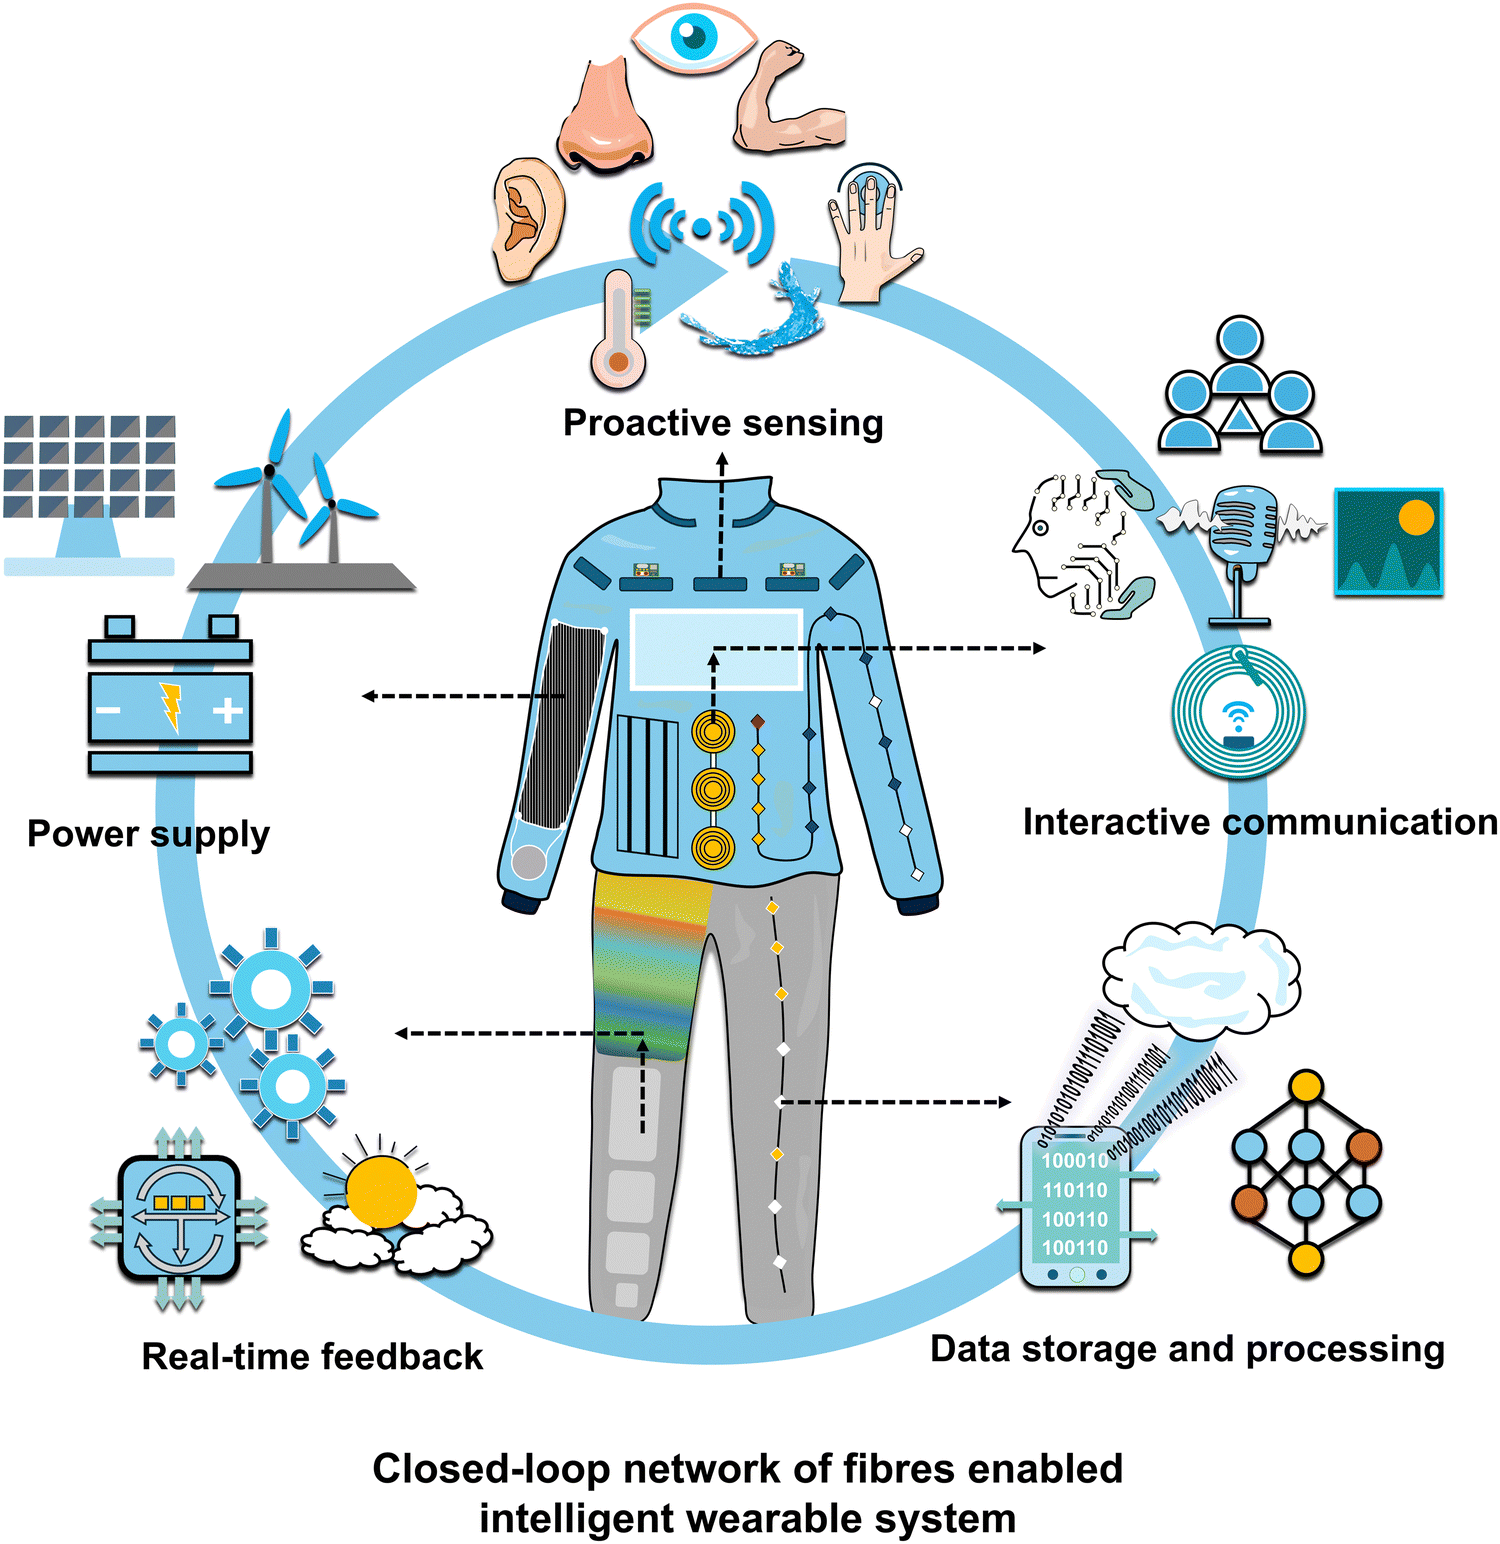 Proactive sensing
Power supply
Interactive communication
100010
110110
100110
100110
Real-time feedback
Data storage and processing
Closed-loop network of fibres enabled
intelligent wearable system